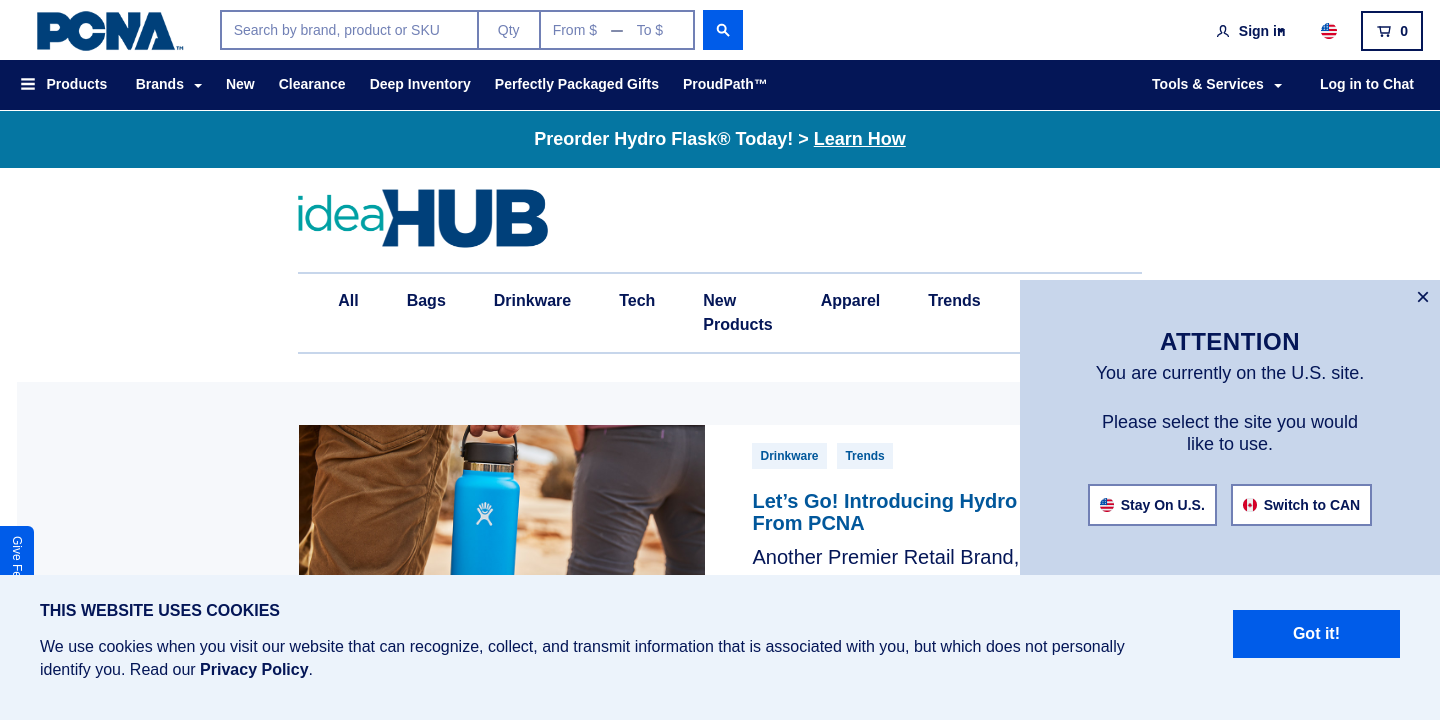 PCNA™
Search by brand, product or SKU
Qty
From $ — To $
Sign in
0
Products
Brands
New
Clearance
Deep Inventory
Perfectly Packaged Gifts
ProudPath™
Tools & Services
Log in to Chat
Preorder Hydro Flask® Today! > Learn How
ideaHUB
All
Bags
Drinkware
Tech
New
Products
Apparel
Trends
×
ATTENTION
You are currently on the U.S. site.
Please select the site you would
like to use.
Stay On U.S.
Switch to CAN
Drinkware
Trends
Let’s Go! Introducing Hydro
From PCNA
Another Premier Retail Brand,
Give Fe
THIS WEBSITE USES COOKIES
We use cookies when you visit our website that can recognize, collect, and transmit information that is associated with you, but which does not personally
identify you. Read our Privacy Policy.
Got it!